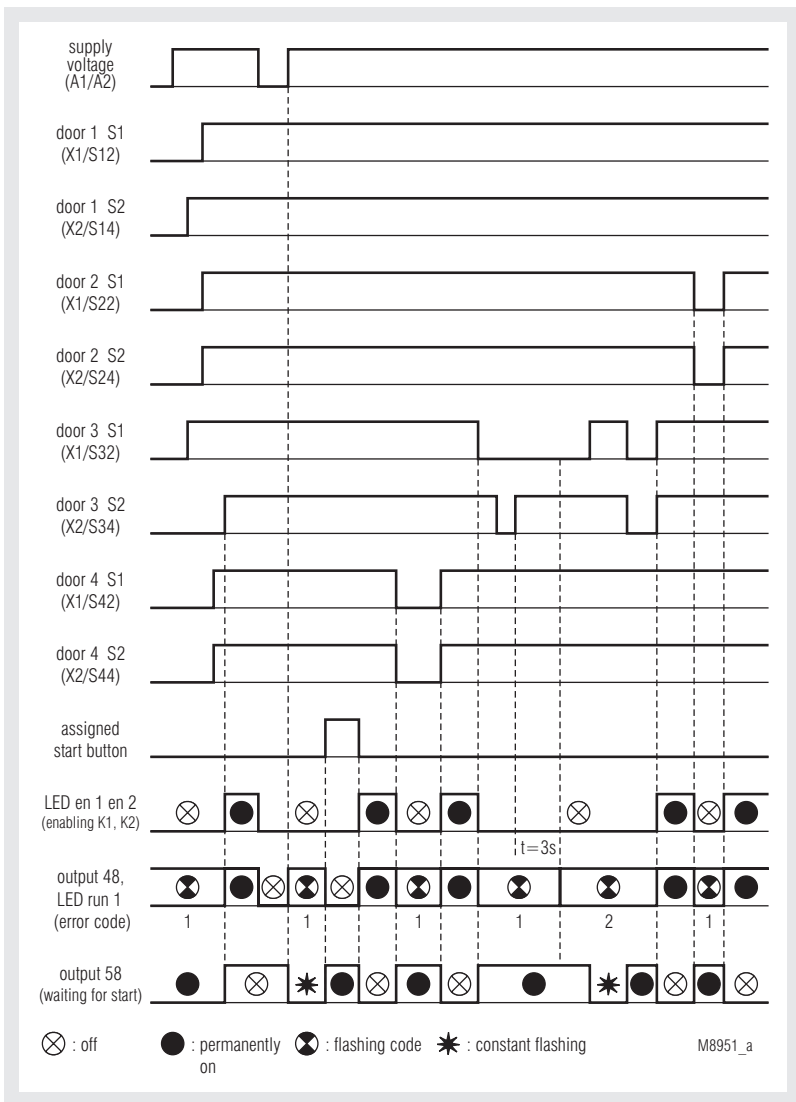 supply
voltage
(A1/A2)
door 1 S1
(X1/S12)
door 1 S2
(X2/S14)
door 2 S1
(X1/S22)
door 2 S2
(X2/S24)
door 3 S1
(X1/S32)
door 3 S2
(X2/S34)
door 4 S1
(X1/S42)
door 4 S2
(X2/S44)
assigned
start button
LED en 1 en 2
(enabling K1, K2)
t=3s
output 48,
LED run 1
(error code)
1 1 1 1 2 1
output 58
(waiting for start)
: off : permanently on : flashing code : constant flashing
M8951_a